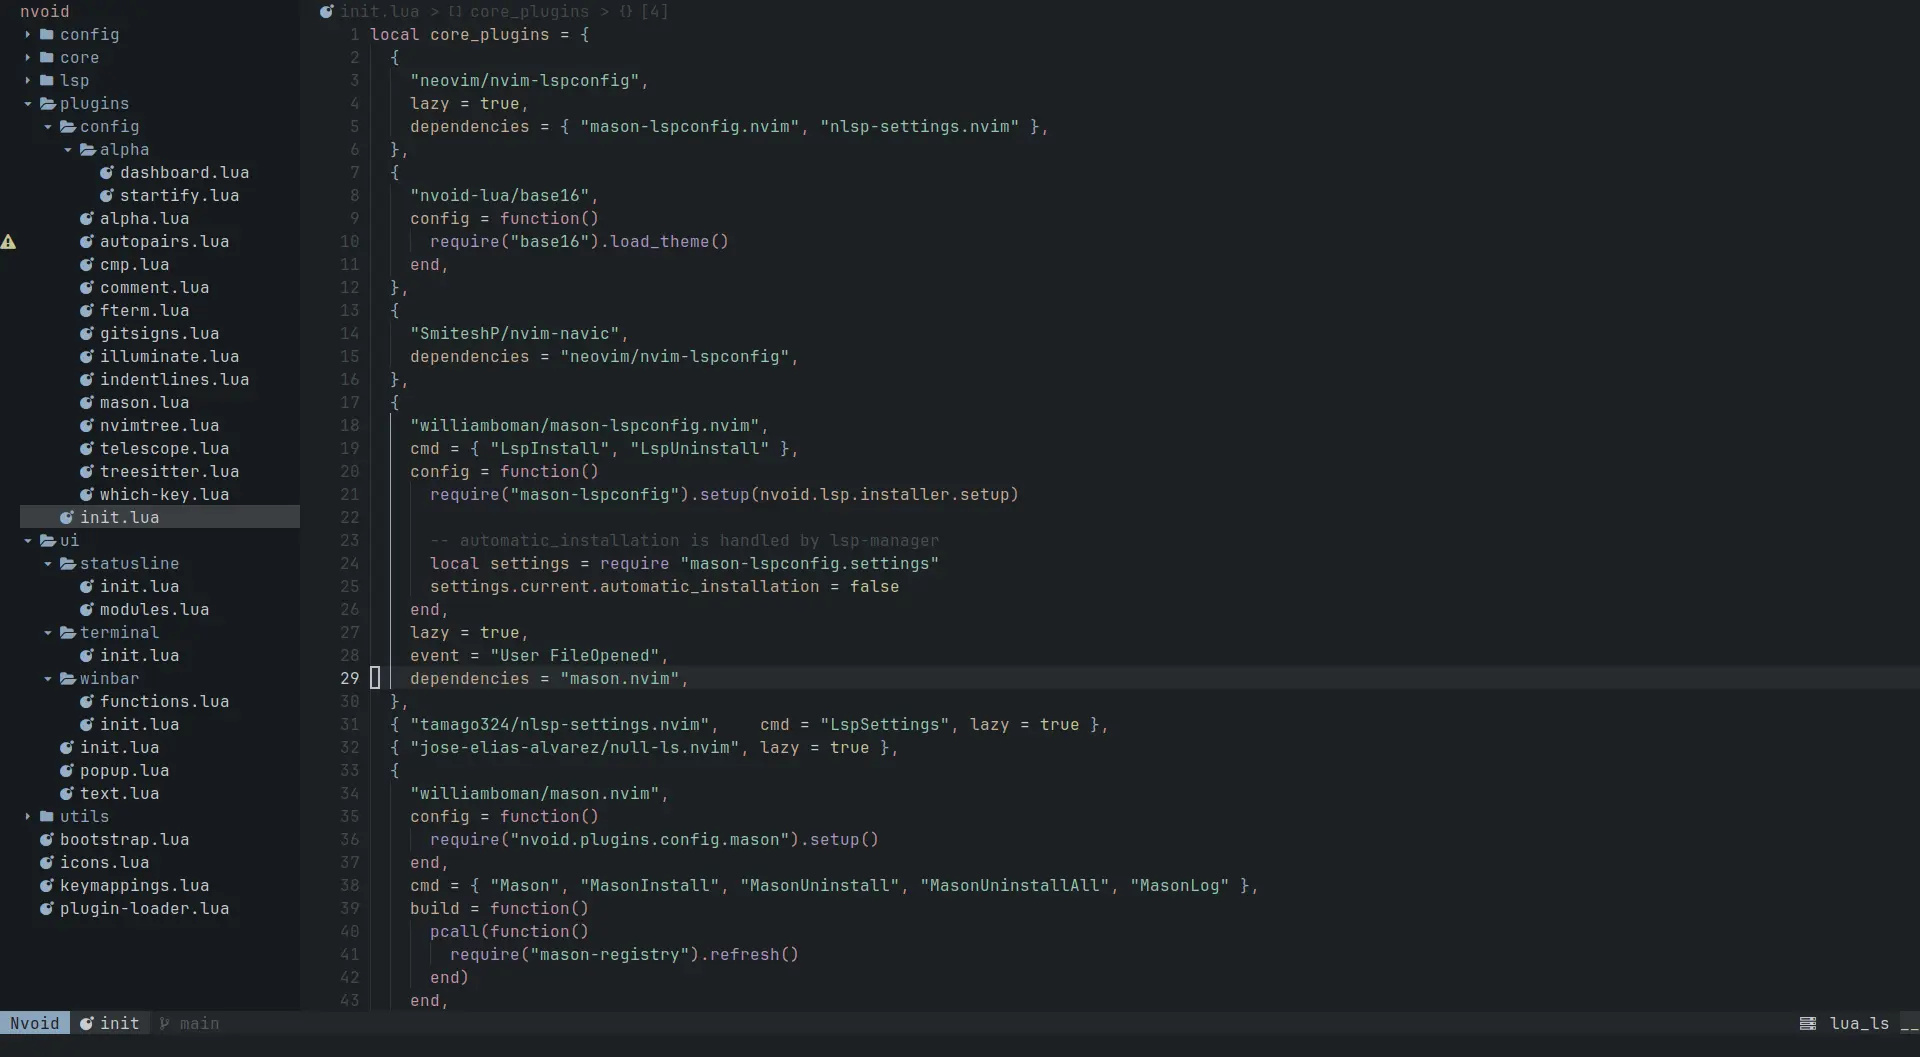 nvoid
config
core
lsp
plugins
config
alpha
dashboard.lua
startify.lua
alpha.lua
autopairs.lua
cmp.lua
comment.lua
fterm.lua
gitsigns.lua
illuminate.lua
indentlines.lua
mason.lua
nvimtree.lua
telescope.lua
treesitter.lua
which-key.lua
init.lua
ui
statusline
init.lua
modules.lua
terminal
init.lua
winbar
functions.lua
init.lua
init.lua
popup.lua
text.lua
utils
bootstrap.lua
icons.lua
keymappings.lua
plugin-loader.lua
init.lua > [] core_plugins > {} [4]
1 local core_plugins = {
2   {
3     "neovim/nvim-lspconfig",
4     lazy = true,
5     dependencies = { "mason-lspconfig.nvim", "nlsp-settings.nvim" },
6   },
7   {
8     "nvoid-lua/base16",
9     config = function()
10       require("base16").load_theme()
11     end,
12   },
13   {
14     "SmiteshP/nvim-navic",
15     dependencies = "neovim/nvim-lspconfig",
16   },
17   {
18     "williamboman/mason-lspconfig.nvim",
19     cmd = { "LspInstall", "LspUninstall" },
20     config = function()
21       require("mason-lspconfig").setup(nvoid.lsp.installer.setup)
22
23       -- automatic_installation is handled by lsp-manager
24       local settings = require "mason-lspconfig.settings"
25       settings.current.automatic_installation = false
26     end,
27     lazy = true,
28     event = "User FileOpened",
29     dependencies = "mason.nvim",
30   },
31   { "tamago324/nlsp-settings.nvim",    cmd = "LspSettings", lazy = true },
32   { "jose-elias-alvarez/null-ls.nvim", lazy = true },
33   {
34     "williamboman/mason.nvim",
35     config = function()
36       require("nvoid.plugins.config.mason").setup()
37     end,
38     cmd = { "Mason", "MasonInstall", "MasonUninstall", "MasonUninstallAll", "MasonLog" },
39     build = function()
40       pcall(function()
41         require("mason-registry").refresh()
42       end)
43     end,
Nvoid init main lua_ls __